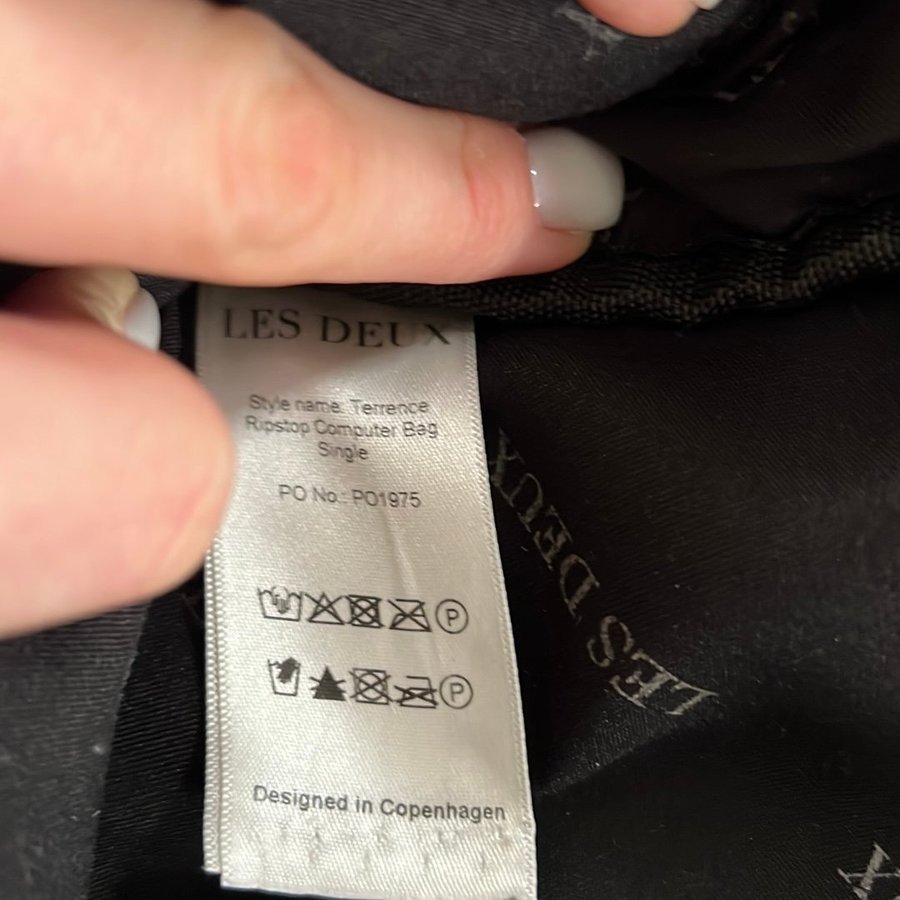 LES DEUX
Style name: Terrence
Ripstop Computer Bag
Single
PO No.: PO1975
P
P
Designed in Copenhagen
LES DEUX